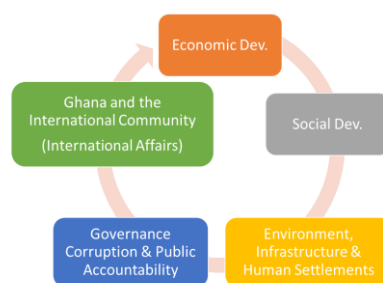 Economic Dev.
Social Dev.
Environment,
Infrastructure &
Human Settlements
Governance
Corruption & Public
Accountability
Ghana and the
International Community
(International Affairs)